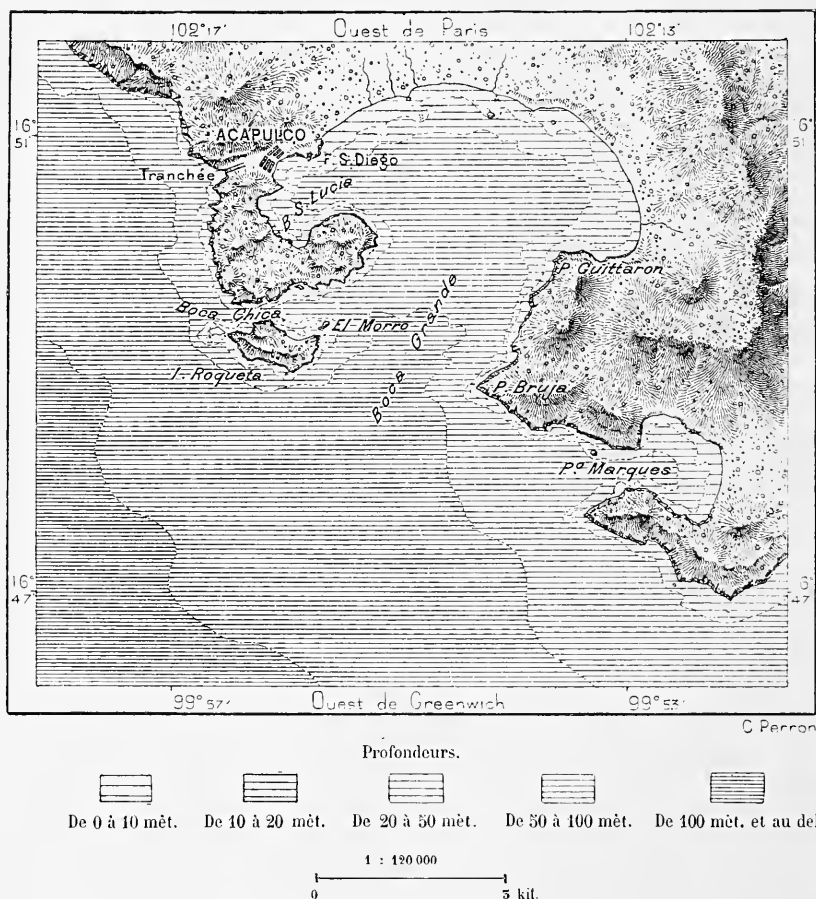 102° 17' Ouest de Paris 102° 13'
16° 51'
6° 51'
ACAPULCO
F. S. Diego
Tranchée
B. S. Lucia
P. Guittaron
Boca Chica
El Morro
Boca Grande
I. Roqueta
P. Bruja
Pᵒ Marques
16° 47'
16° 47'
99° 57' Ouest de Greenwich 99° 53'
C. Perron
Profondeurs.
De 0 à 10 mèt. De 10 à 20 mèt. De 20 à 50 mèt. De 50 à 100 mèt. De 100 mèt. et au del
1 : 120 000
0 3 kil.